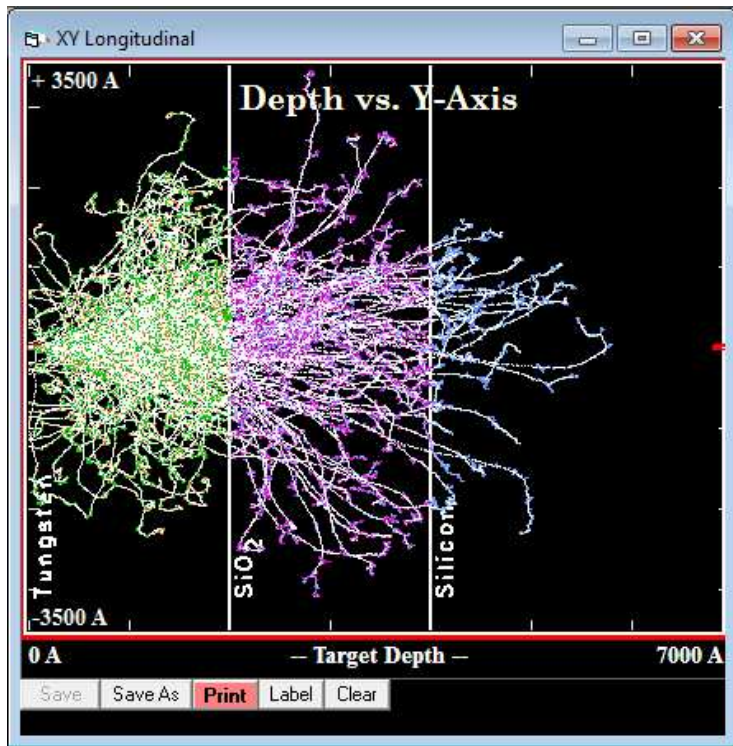 XY Longitudinal
+ 3500 A
Depth vs. Y-Axis
Tungsten
SiO2
Silicon
-3500 A
0 A -- Target Depth -- 7000 A
Save Save As Print Label Clear